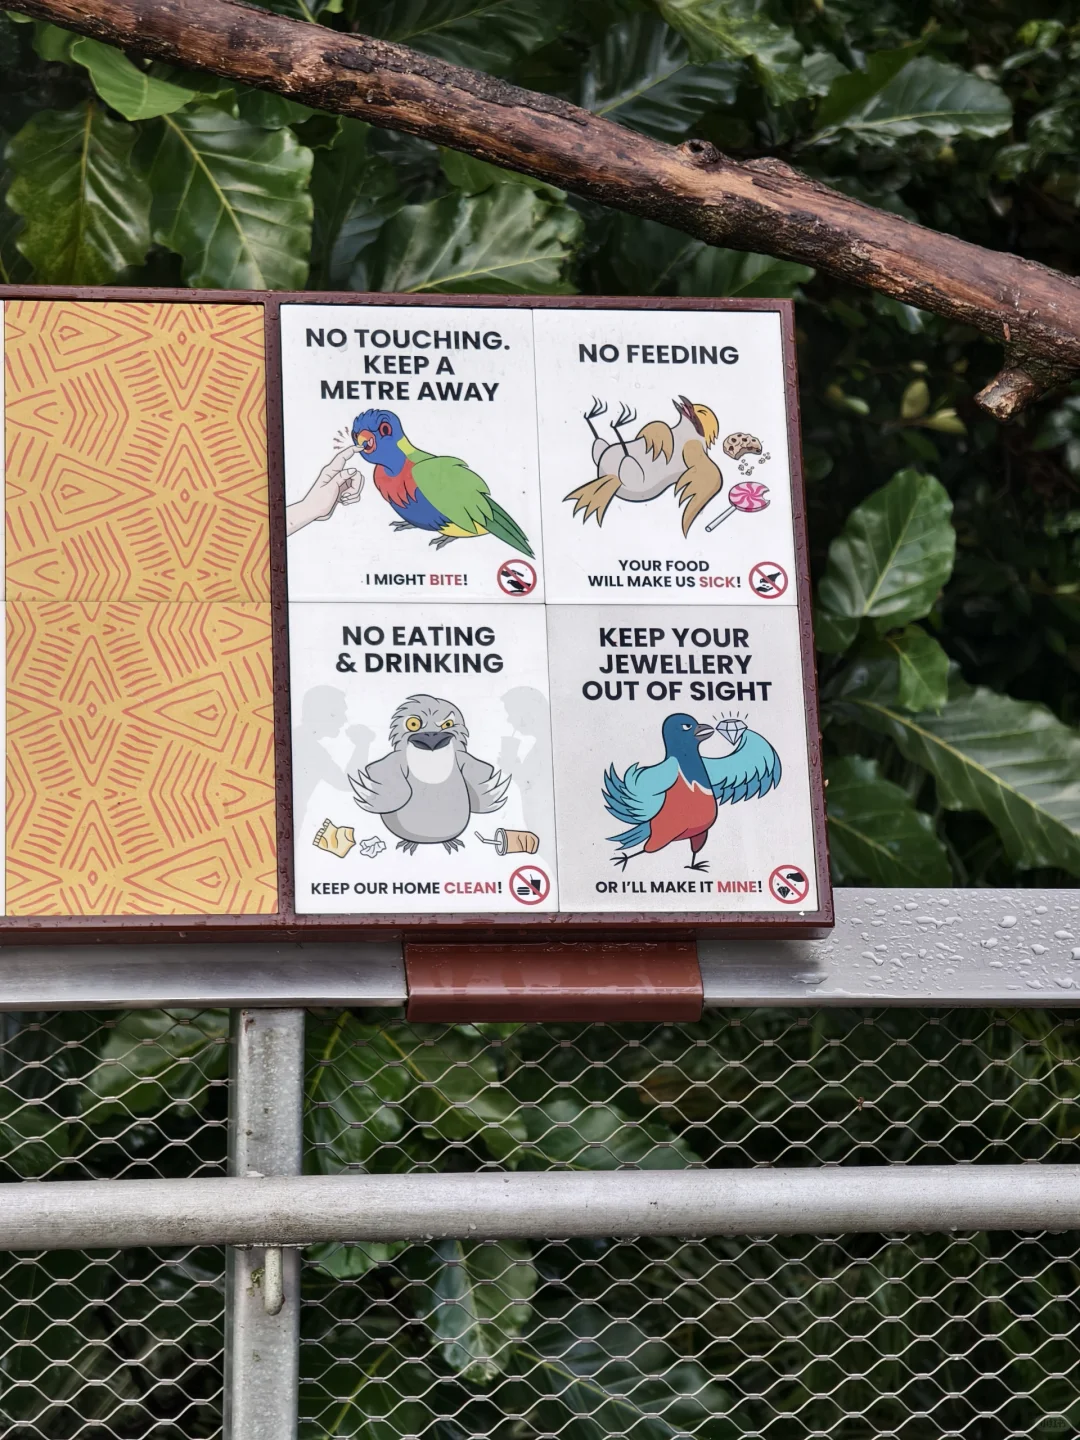 NO TOUCHING.
KEEP A
METRE AWAY
I MIGHT BITE!
NO FEEDING
YOUR FOOD
WILL MAKE US SICK!
NO EATING
& DRINKING
KEEP OUR HOME CLEAN!
KEEP YOUR
JEWELLERY
OUT OF SIGHT
OR I'LL MAKE IT MINE!